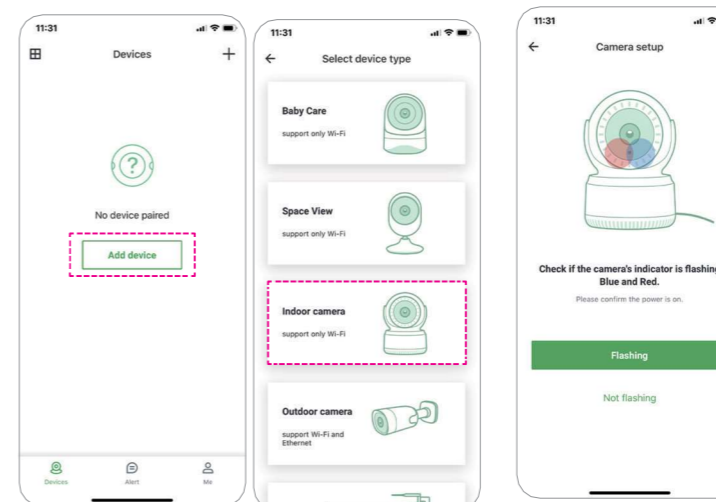 11:31
Devices
?
No device paired
Add device
Devices
Alert
Me
11:31
Select device type
Baby Care
support only Wi-Fi
Space View
support only Wi-Fi
Indoor camera
support only Wi-Fi
Outdoor camera
support Wi-Fi and
Ethernet
11:31
Camera setup
Check if the camera's indicator is flashing
Blue and Red.
Please confirm the power is on.
Flashing
Not flashing